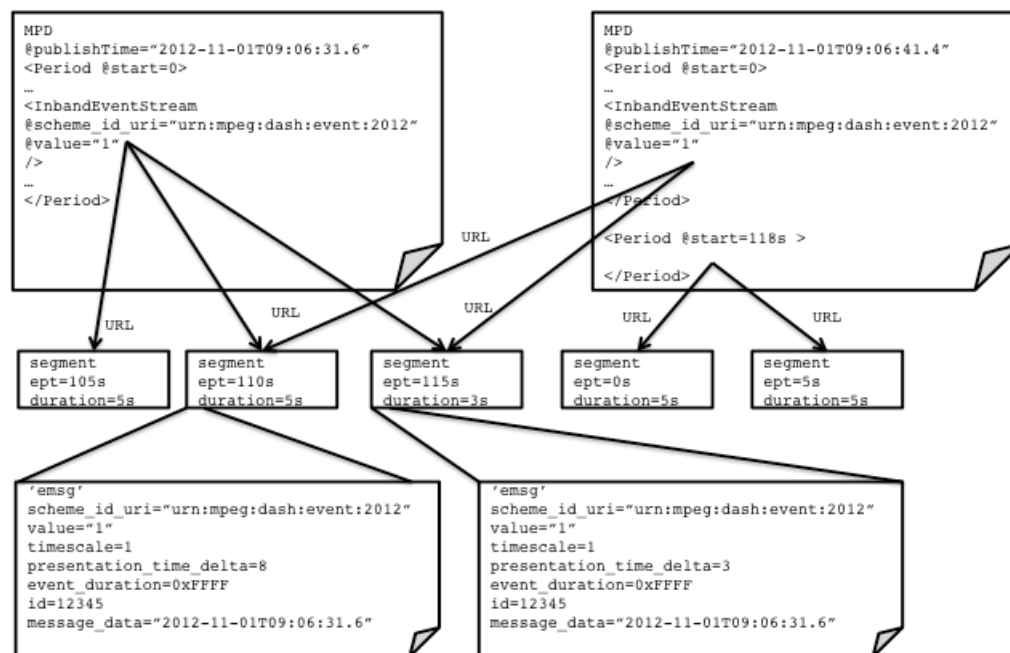 MPD
@publishTime=“2012-11-01T09:06:31.6”
<Period @start=0>
…
<InbandEventStream
@scheme_id_uri=“urn:mpeg:dash:event:2012”
@value=“1”
/>
…
</Period>
MPD
@publishTime=“2012-11-01T09:06:41.4”
<Period @start=0>
…
<InbandEventStream
@scheme_id_uri=“urn:mpeg:dash:event:2012”
@value=“1”
/>
…
</Period>
<Period @start=118s >
</Period>
URL
URL
URL
URL
URL
URL
segment
ept=105s
duration=5s
segment
ept=110s
duration=5s
segment
ept=115s
duration=3s
segment
ept=0s
duration=5s
segment
ept=5s
duration=5s
‘emsg’
scheme_id_uri=“urn:mpeg:dash:event:2012”
value=“1”
timescale=1
presentation_time_delta=8
event_duration=0xFFFF
id=12345
message_data=“2012-11-01T09:06:31.6”
‘emsg’
scheme_id_uri=“urn:mpeg:dash:event:2012”
value=“1”
timescale=1
presentation_time_delta=3
event_duration=0xFFFF
id=12345
message_data=“2012-11-01T09:06:31.6”